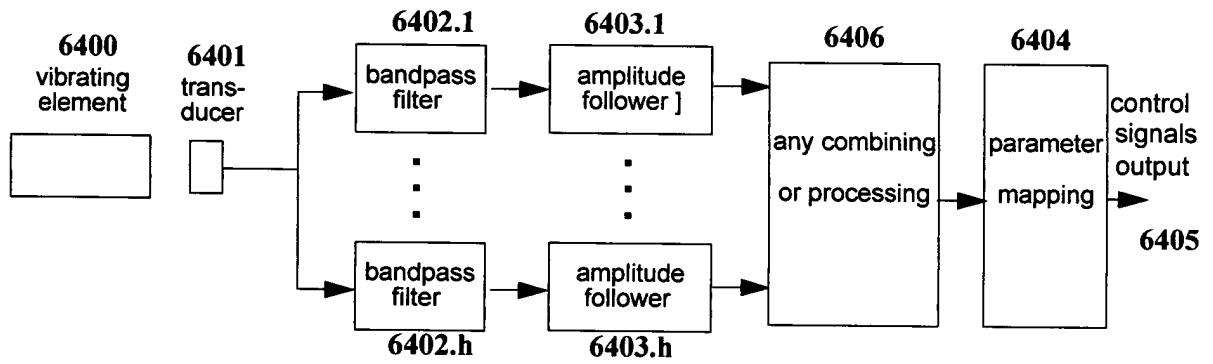 6400
vibrating
element
6401
trans-
ducer
6402.1
bandpass
filter
6403.1
amplitude
follower ]
bandpass
filter
6402.h
amplitude
follower
6403.h
6406
any combining
or processing
6404
parameter
mapping
control
signals
output
6405